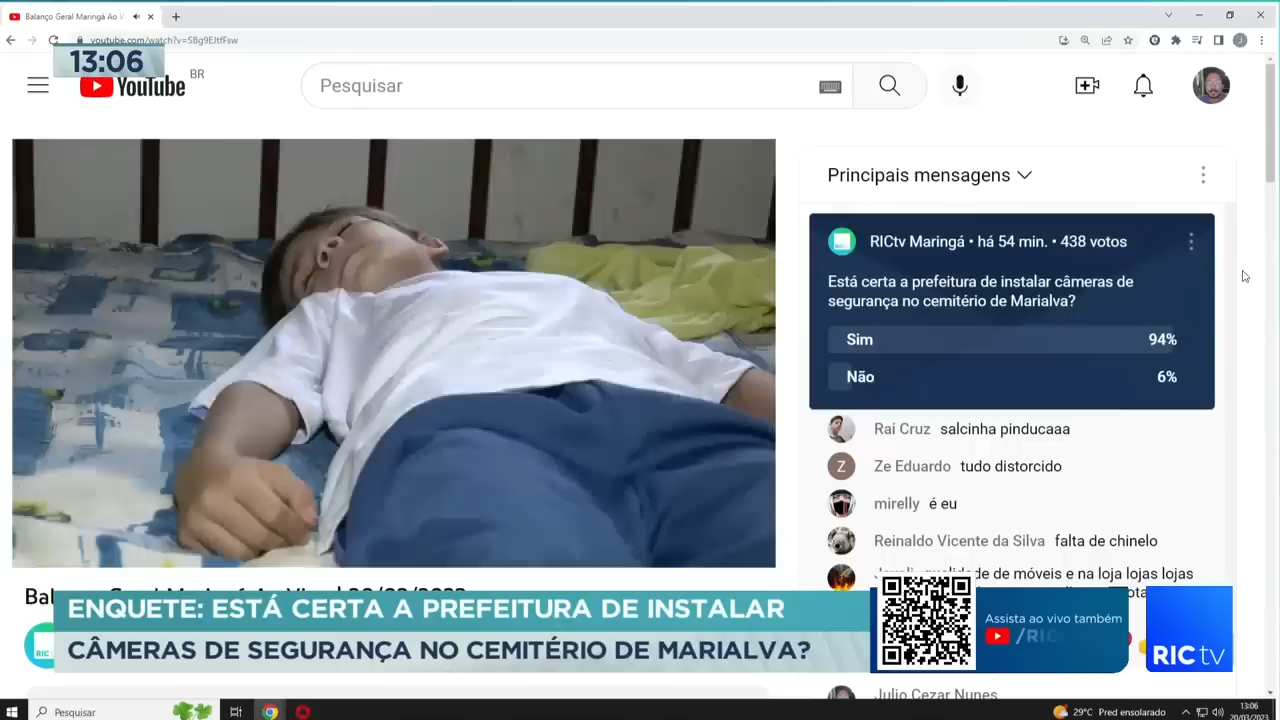 Balanço Geral Maringá Ao V
youtube.com/watch?v=SBg9EJtfFsw
13:06
YouTube BR
Pesquisar
Principais mensagens
RICtv Maringá • há 54 min. • 438 votos
Está certa a prefeitura de instalar câmeras de
segurança no cemitério de Marialva?
Sim 94%
Não 6%
Rai Cruz salcinha pinducaaa
Z Ze Eduardo tudo distorcido
mirelly é eu
Reinaldo Vicente da Silva falta de chinelo
de móveis e na loja lojas lojas
Julio Cezar Nunes
ENQUETE: ESTÁ CERTA A PREFEITURA DE INSTALAR
CÂMERAS DE SEGURANÇA NO CEMITÉRIO DE MARIALVA?
Assista ao vivo também
/RIC
RIC tv
RIC
Pesquisar
29°C Pred ensolarado
13:06
20/03/2023